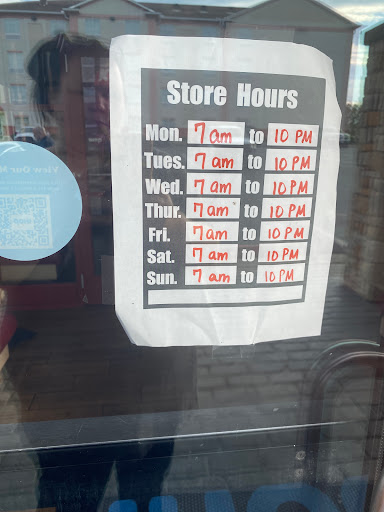 Store Hours
Mon. 7 am to 10 PM
Tues. 7 am to 10 PM
Wed. 7 am to 10 PM
Thur. 7 am to 10 PM
Fri. 7 am to 10 PM
Sat. 7 am to 10 PM
Sun. 7 am to 10 PM
View Our M